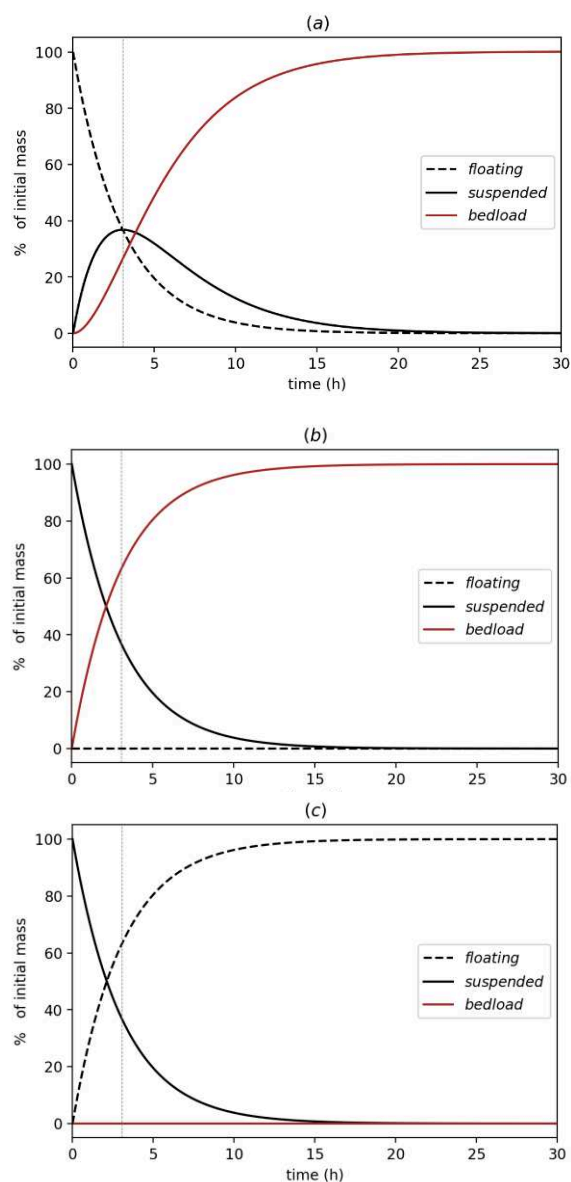 (a)
100
80
60
40
20
0
% of initial mass
floating
suspended
bedload
0 5 10 15 20 25 30
time (h)
(b)
100
80
60
40
20
0
% of initial mass
floating
suspended
bedload
0 5 10 15 20 25 30
(c)
100
80
60
40
20
0
% of initial mass
floating
suspended
bedload
0 5 10 15 20 25 30
time (h)